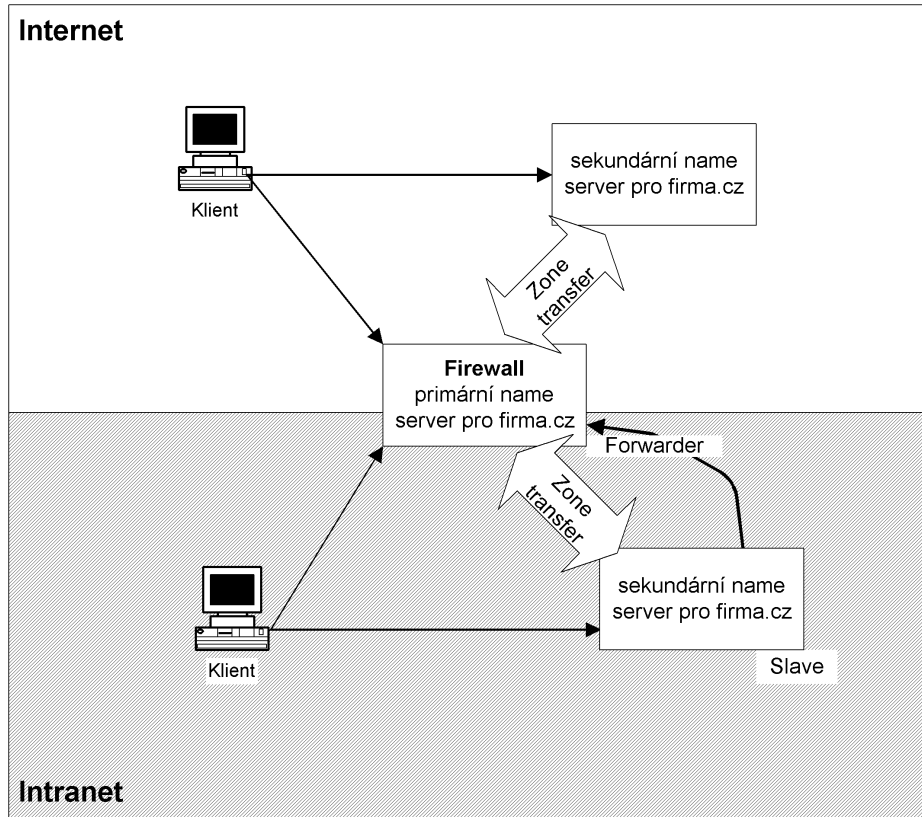 Internet
sekundární name
server pro firma.cz
Klient
Zone
transfer
Firewall
primární name
server pro firma.cz
Forwarder
Zone
transfer
sekundární name
server pro firma.cz
Klient
Slave
Intranet